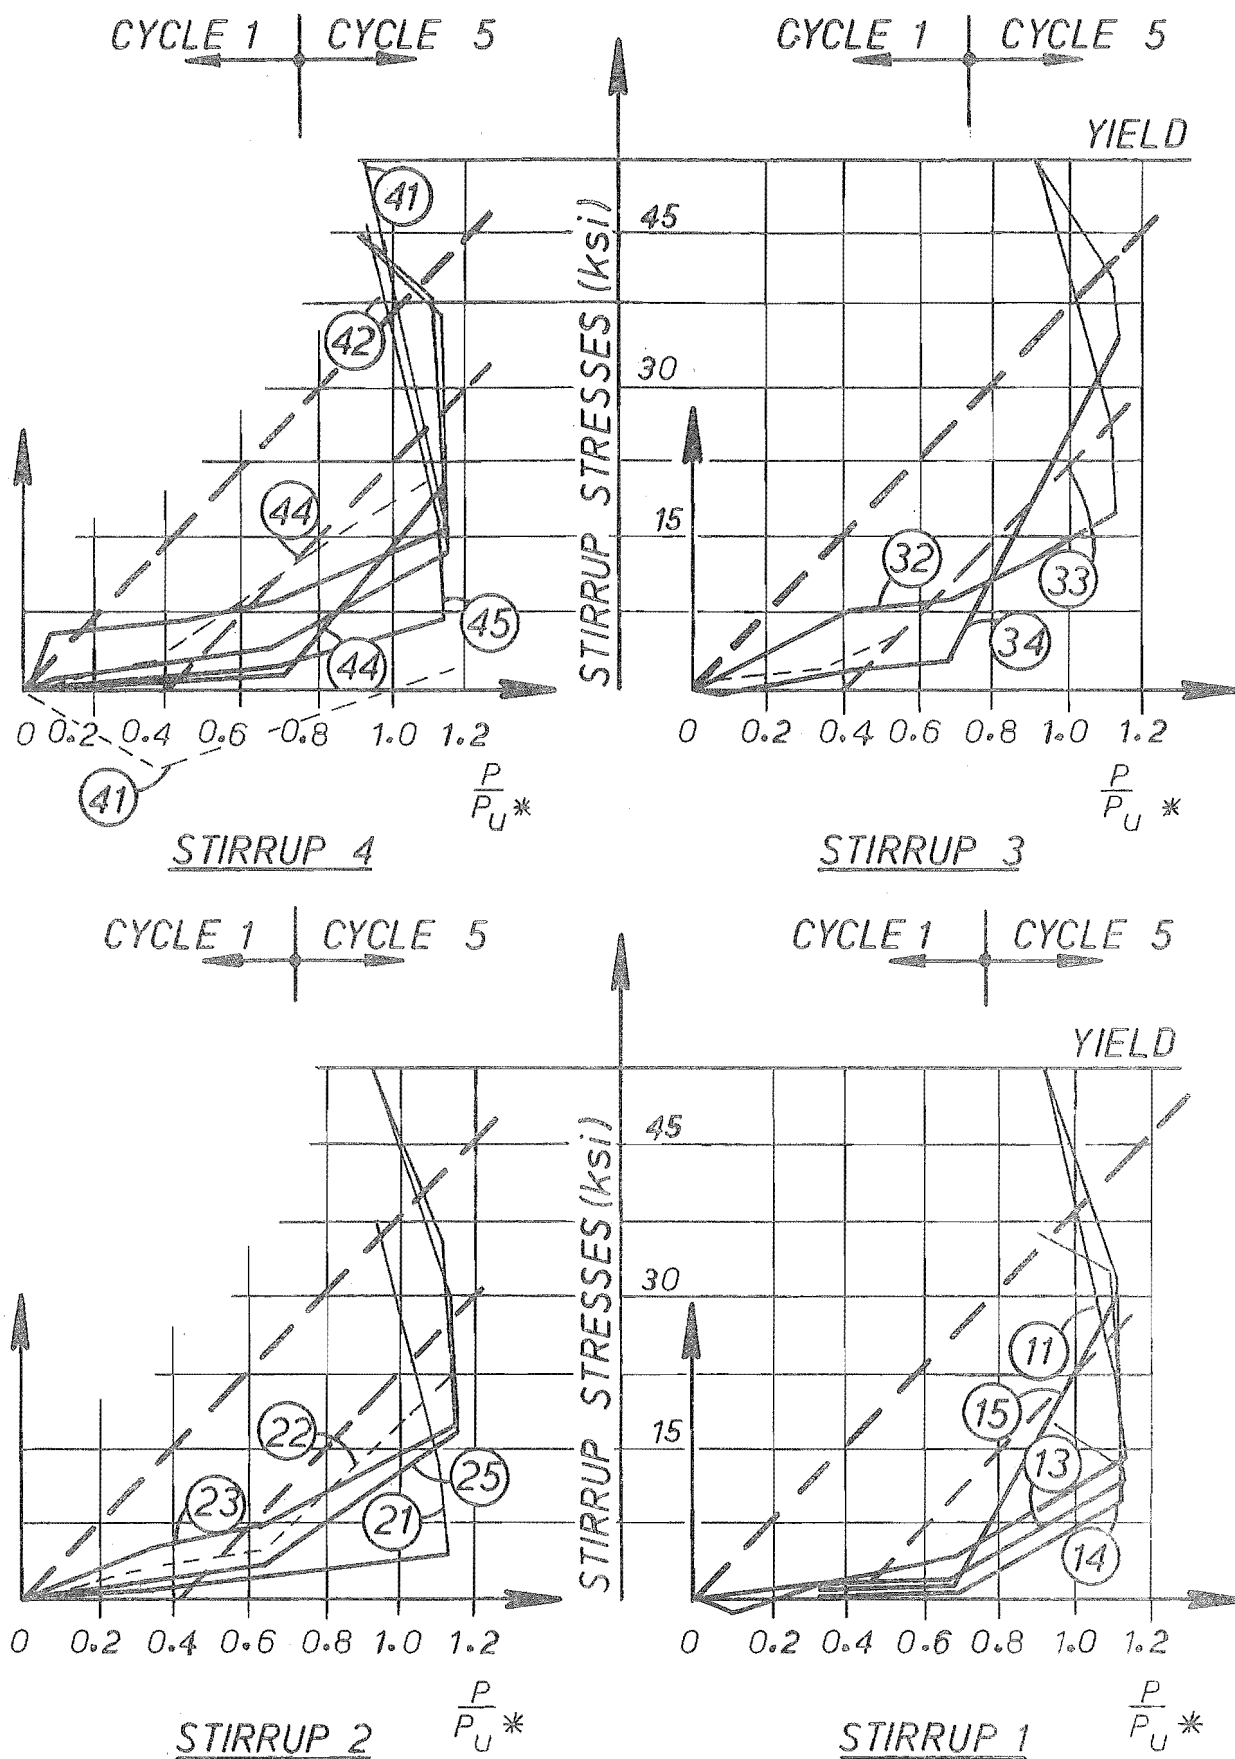 CYCLE 1 CYCLE 5
CYCLE 1 CYCLE 5
YIELD
STIRRUP STRESSES (ksi)
45
30
15
41
42
44
45
44
41
32
33
34
0 0.2 0.4 0.6 0.8 1.0 1.2
P
Pu*
STIRRUP 4
0 0.2 0.4 0.6 0.8 1.0 1.2
P
Pu*
STIRRUP 3
CYCLE 1 CYCLE 5
CYCLE 1 CYCLE 5
YIELD
STIRRUP STRESSES (ksi)
45
30
15
22
23
21
25
11
15
13
14
0 0.2 0.4 0.6 0.8 1.0 1.2
P
Pu*
STIRRUP 2
0 0.2 0.4 0.6 0.8 1.0 1.2
P
Pu*
STIRRUP 1